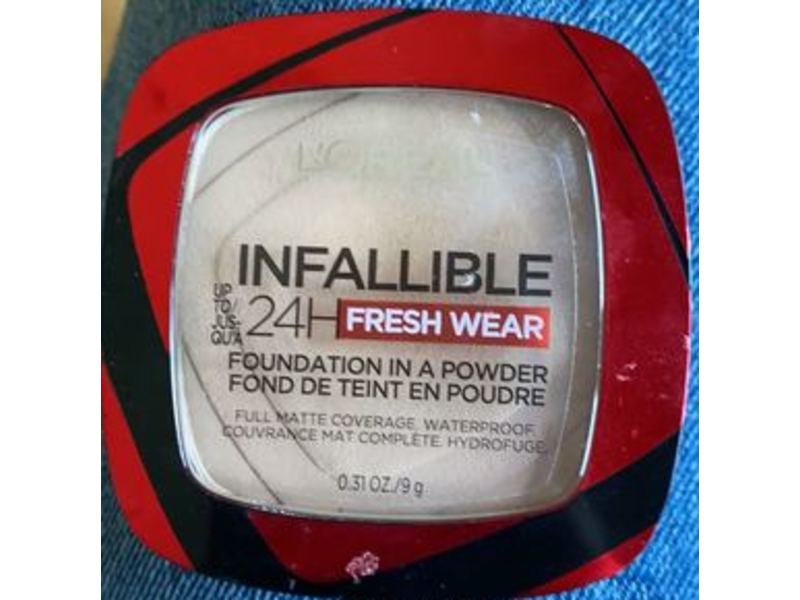 L'ORÉAL
INFALLIBLE
UP
TO/
JUS-
QU'A
24H FRESH WEAR
FOUNDATION IN A POWDER
FOND DE TEINT EN POUDRE
FULL MATTE COVERAGE. WATERPROOF.
COUVRANCE MAT COMPLÈTE. HYDROFUGE.
0.31 OZ./9 g